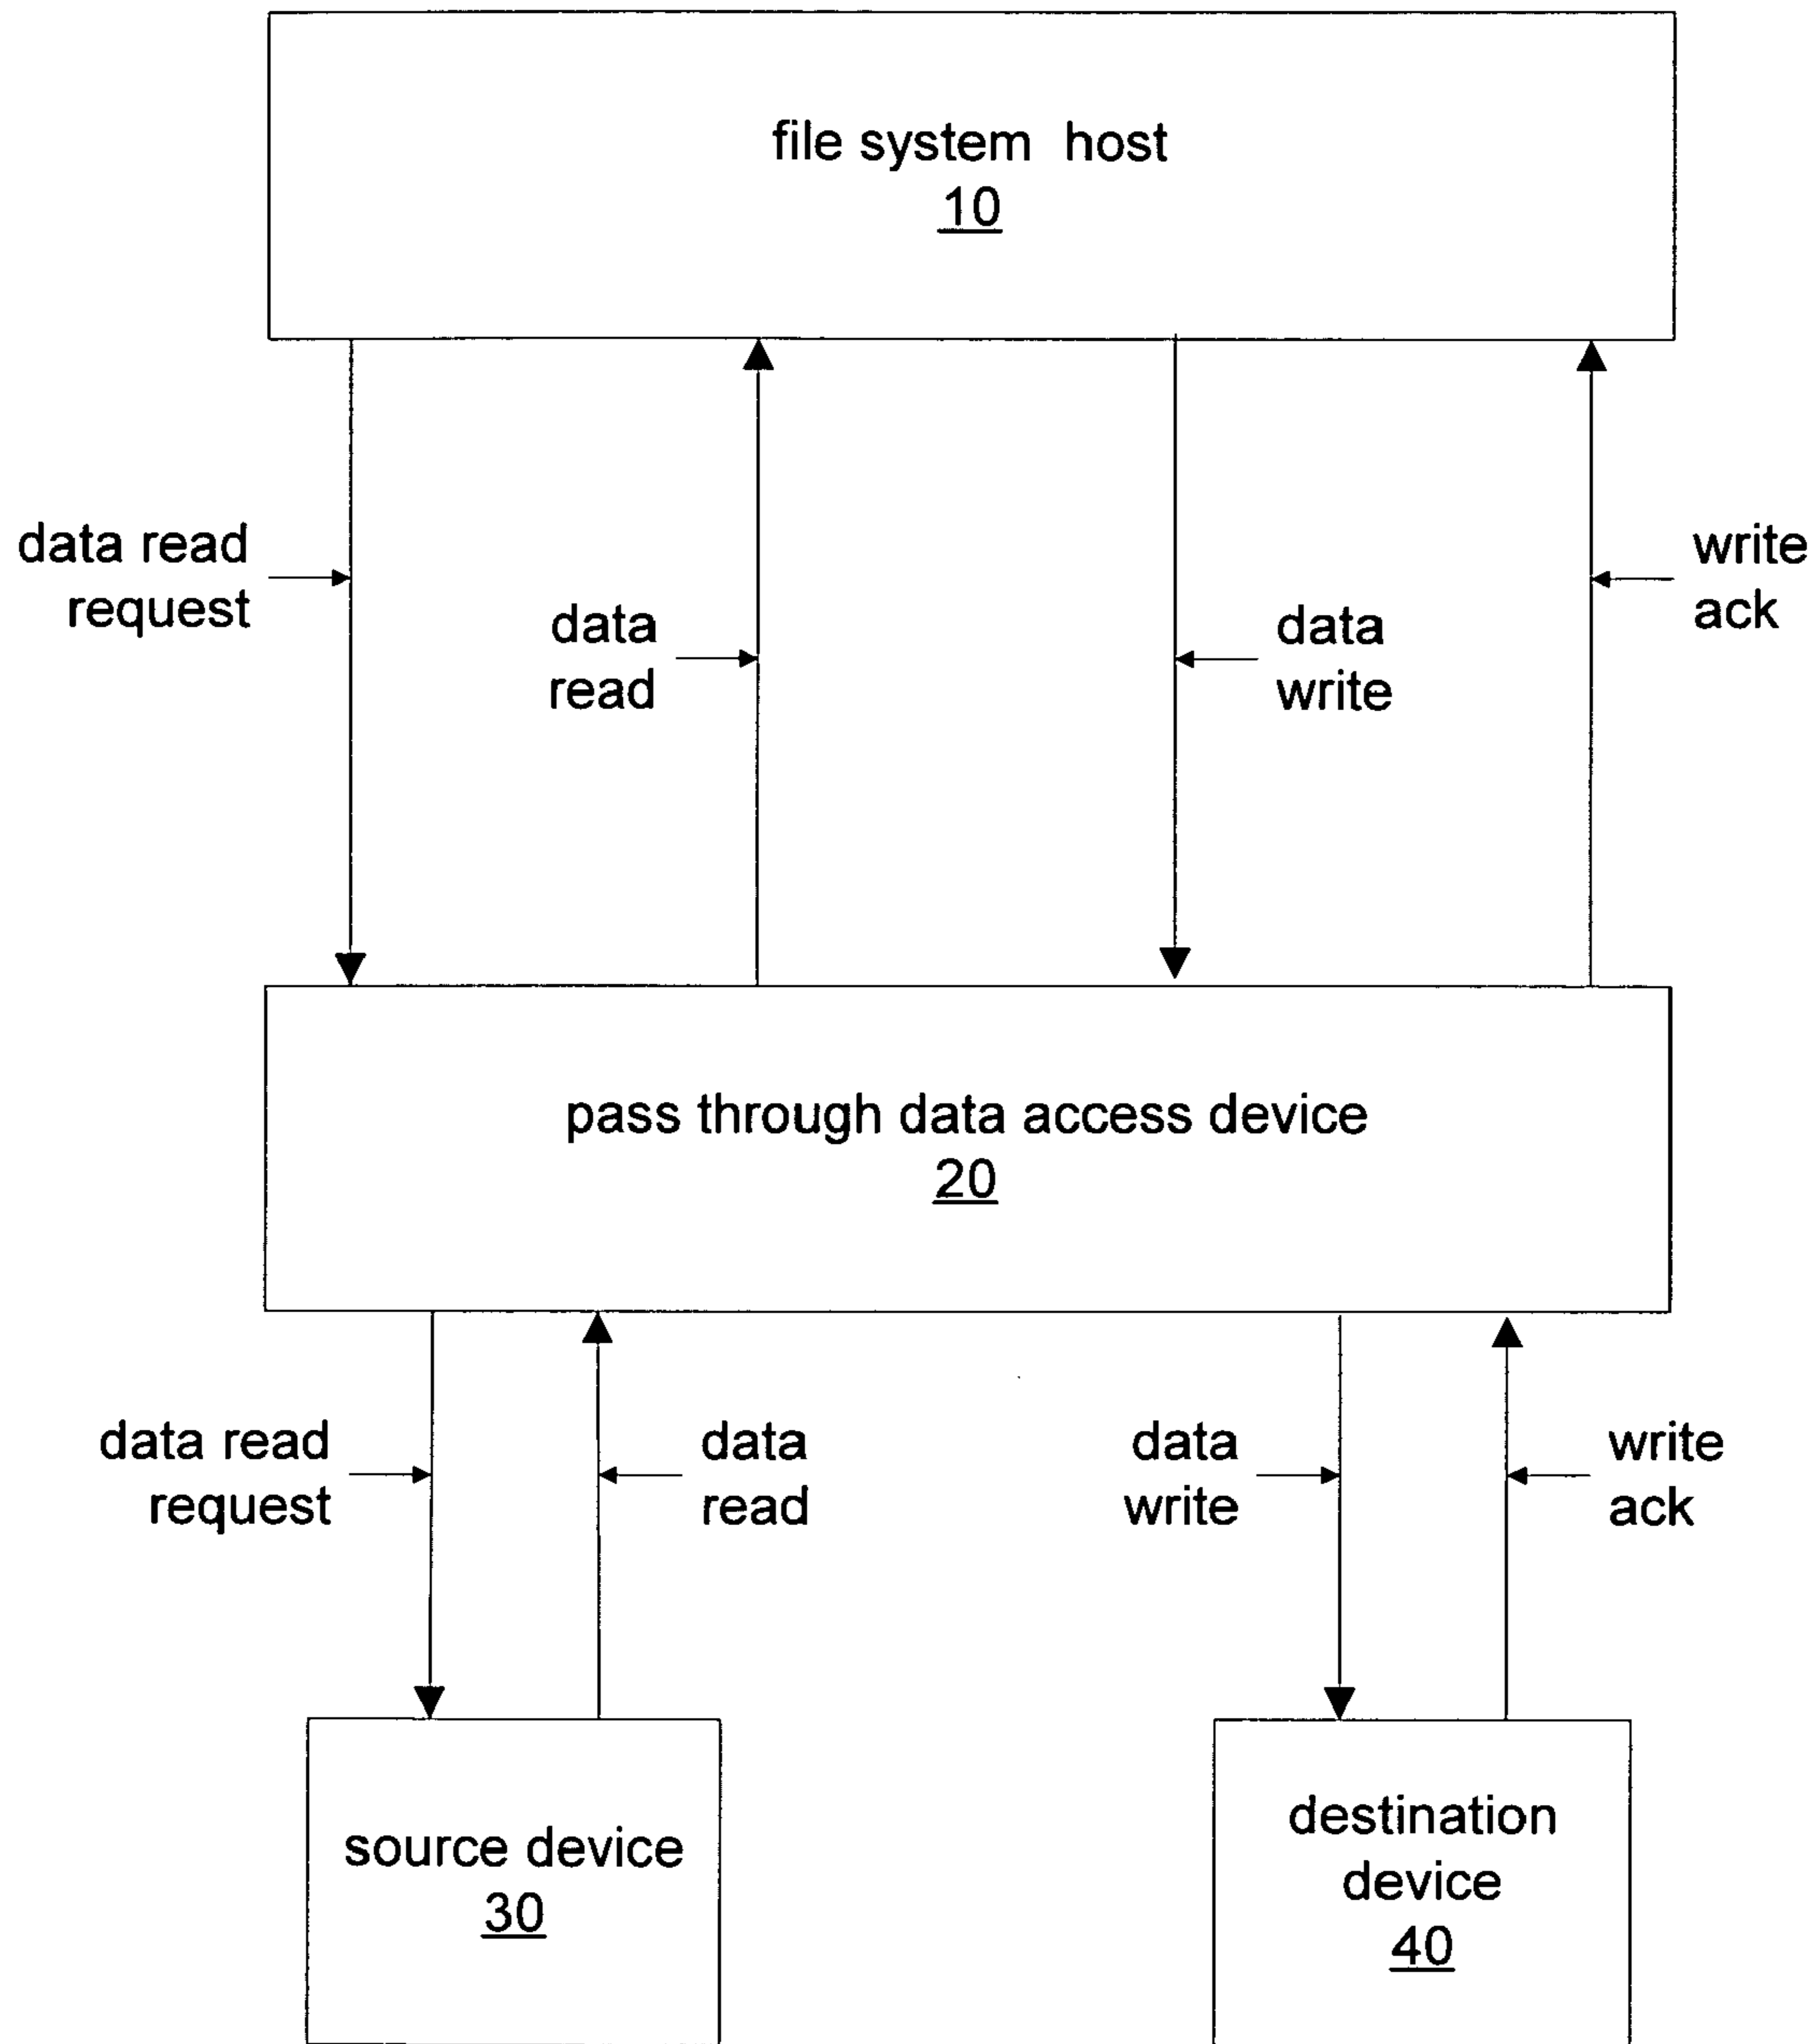 file system host
10
data read
request
data
read
data
write
write
ack
pass through data access device
20
data read
request
data
read
data
write
write
ack
source device
30
destination
device
40